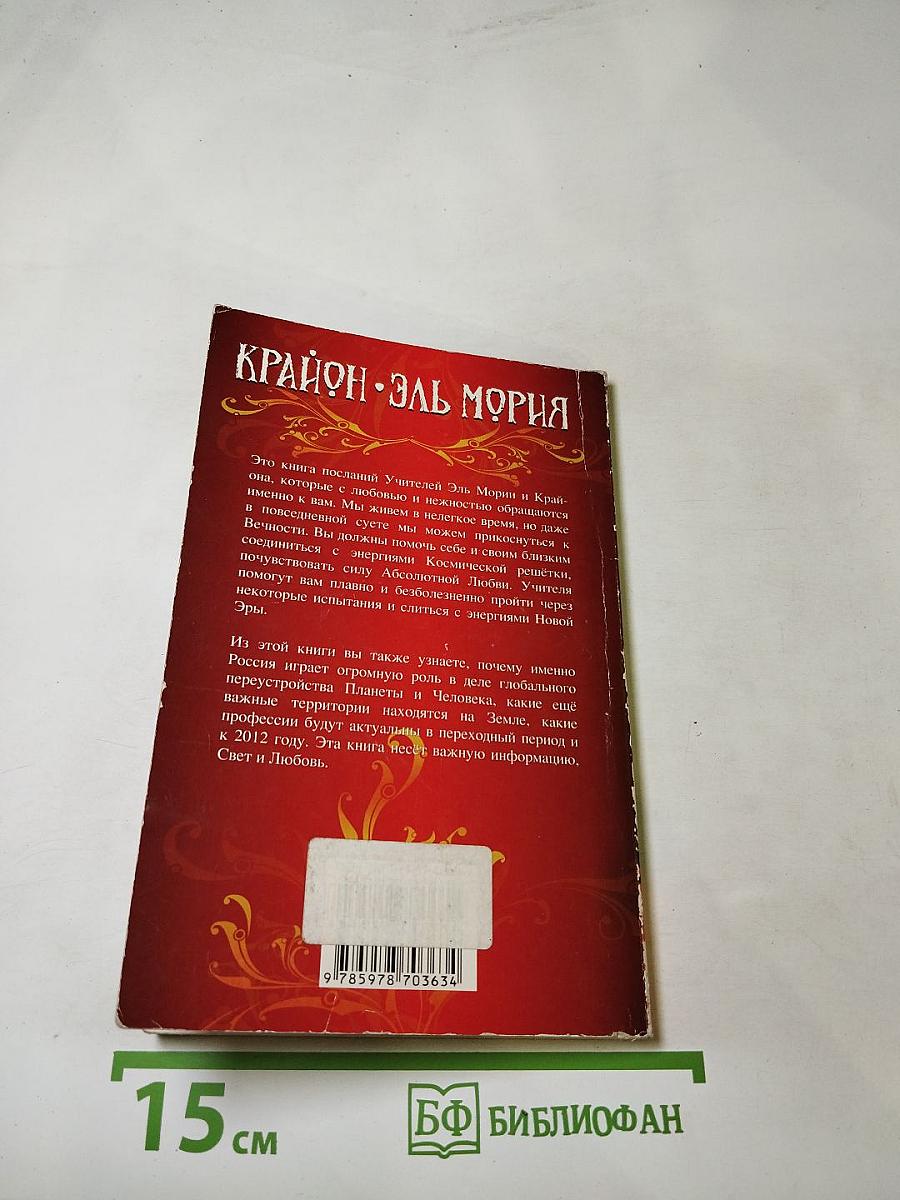 КРАЙОН • ЭЛЬ МОРИЯ
Это книга посланий Учителей Эль Мории и Край-
она, которые с любовью и нежностью обращаются
именно к вам. Мы живем в нелегкое время, но даже
в повседневной суете мы можем прикоснуться к
Вечности. Вы должны помочь себе и своим близким
соединиться с энергиями Космической решётки,
почувствовать силу Абсолютной Любви. Учителя
помогут вам плавно и безболезненно пройти через
некоторые испытания и слиться с энергиями Новой
Эры.
Из этой книги вы также узнаете, почему именно
Россия играет огромную роль в деле глобального
переустройства Планеты и Человека, какие ещё
важные территории находятся на Земле, какие
профессии будут актуальны в переходный период и
к 2012 году. Эта книга несёт важную информацию,
Свет и Любовь.
9 785978 703634
15 см
БФ БИБЛИОФАН